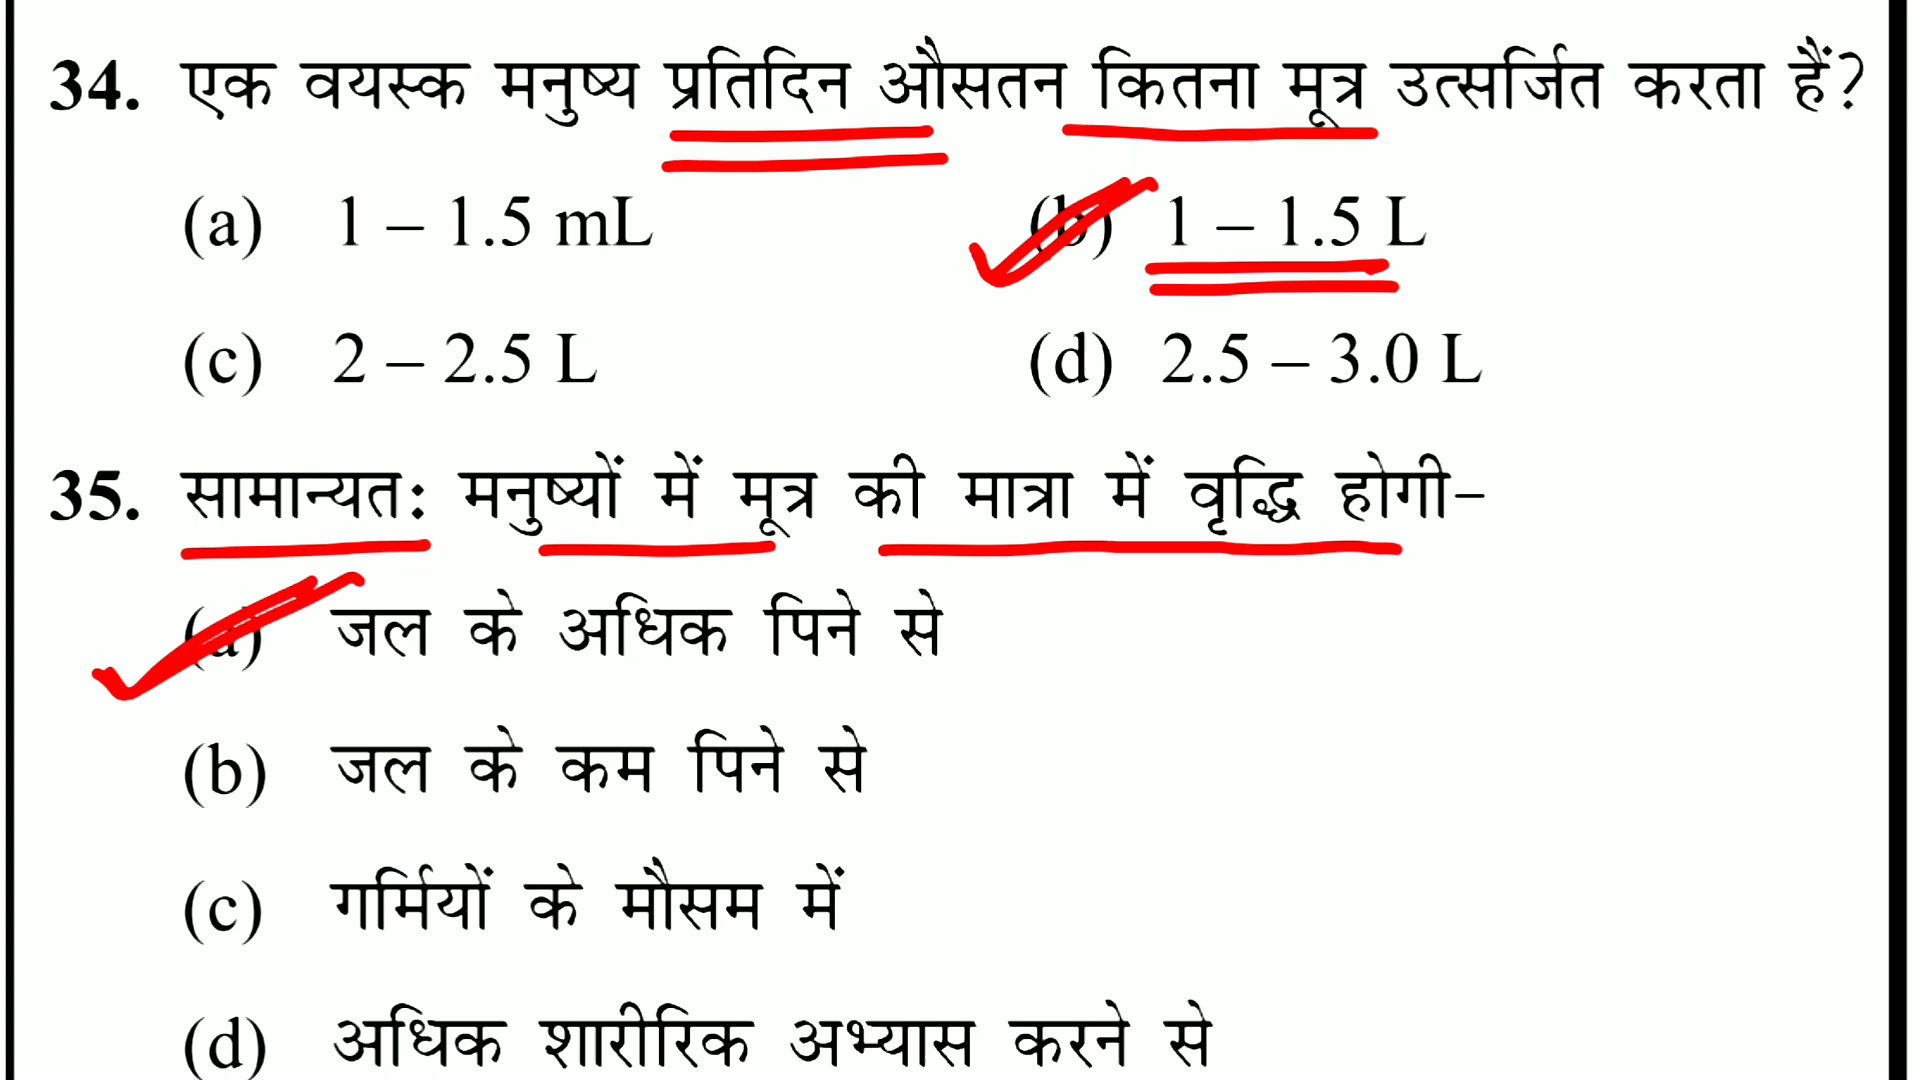 34. एक वयस्क मनुष्य प्रतिदिन औसतन कितना मूत्र उत्सर्जित करता हैं?
(a) 1 – 1.5 mL (b) 1 – 1.5 L
(c) 2 – 2.5 L (d) 2.5 – 3.0 L
35. सामान्यतः मनुष्यों में मूत्र की मात्रा में वृद्धि होगी–
(a) जल के अधिक पिने से
(b) जल के कम पिने से
(c) गर्मियों के मौसम में
(d) अधिक शारीरिक अभ्यास करने से